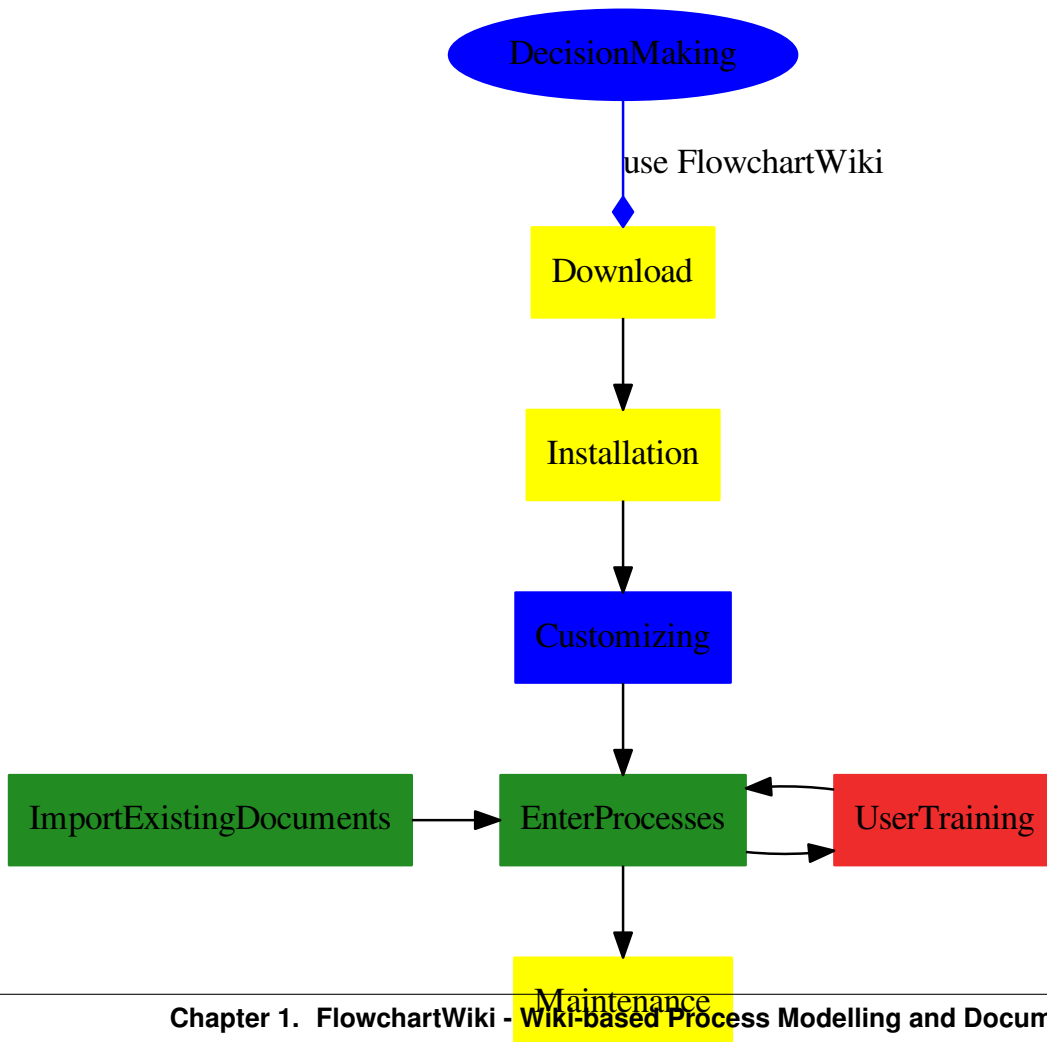 DecisionMaking
use FlowchartWiki
Download
Installation
Customizing
ImportExistingDocuments
EnterProcesses
UserTraining
Maintenance
Chapter 1. FlowchartWiki - Wiki-based Process Modelling and Docum